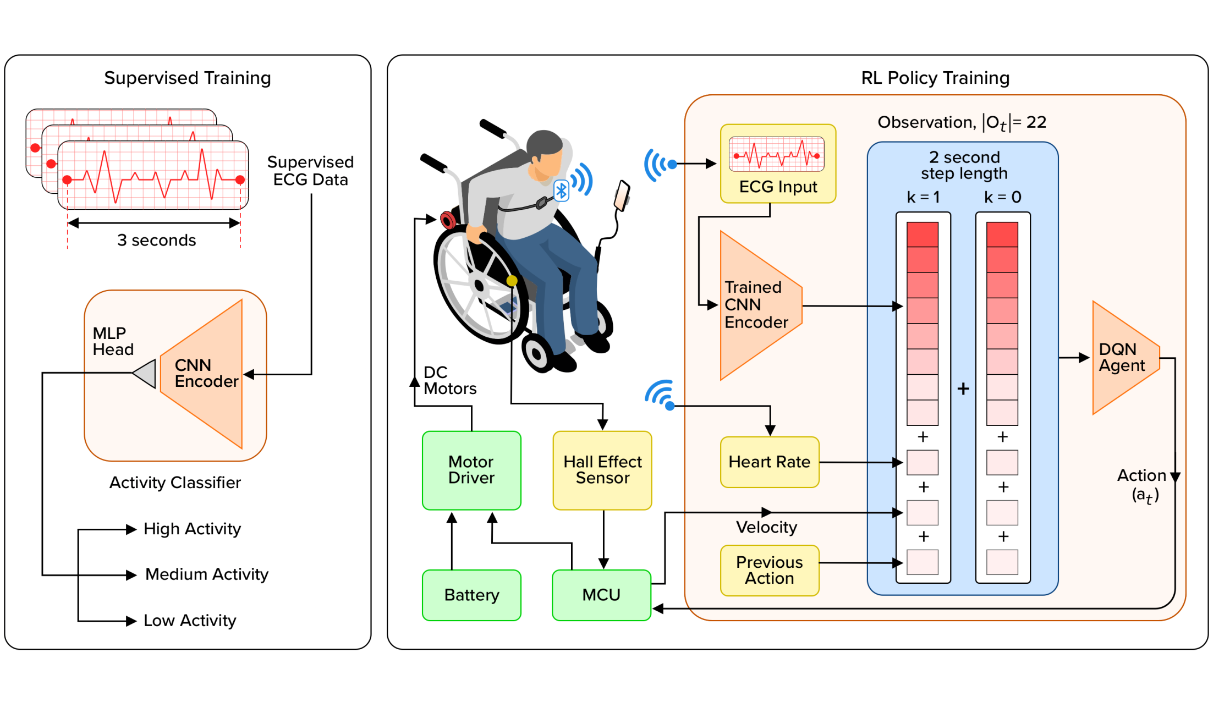 Supervised Training
Supervised
ECG Data
3 seconds
MLP
Head
CNN
Encoder
Activity Classifier
High Activity
Medium Activity
Low Activity
RL Policy Training
Observation, |Oₜ|= 22
2 second
step length
k = 1
k = 0
ECG Input
Trained
CNN
Encoder
DQN
Agent
+
Heart Rate
+ +
+ +
+ +
Velocity
Previous
Action
Action
(aₜ)
DC
Motors
Motor
Driver
Hall Effect
Sensor
Battery
MCU